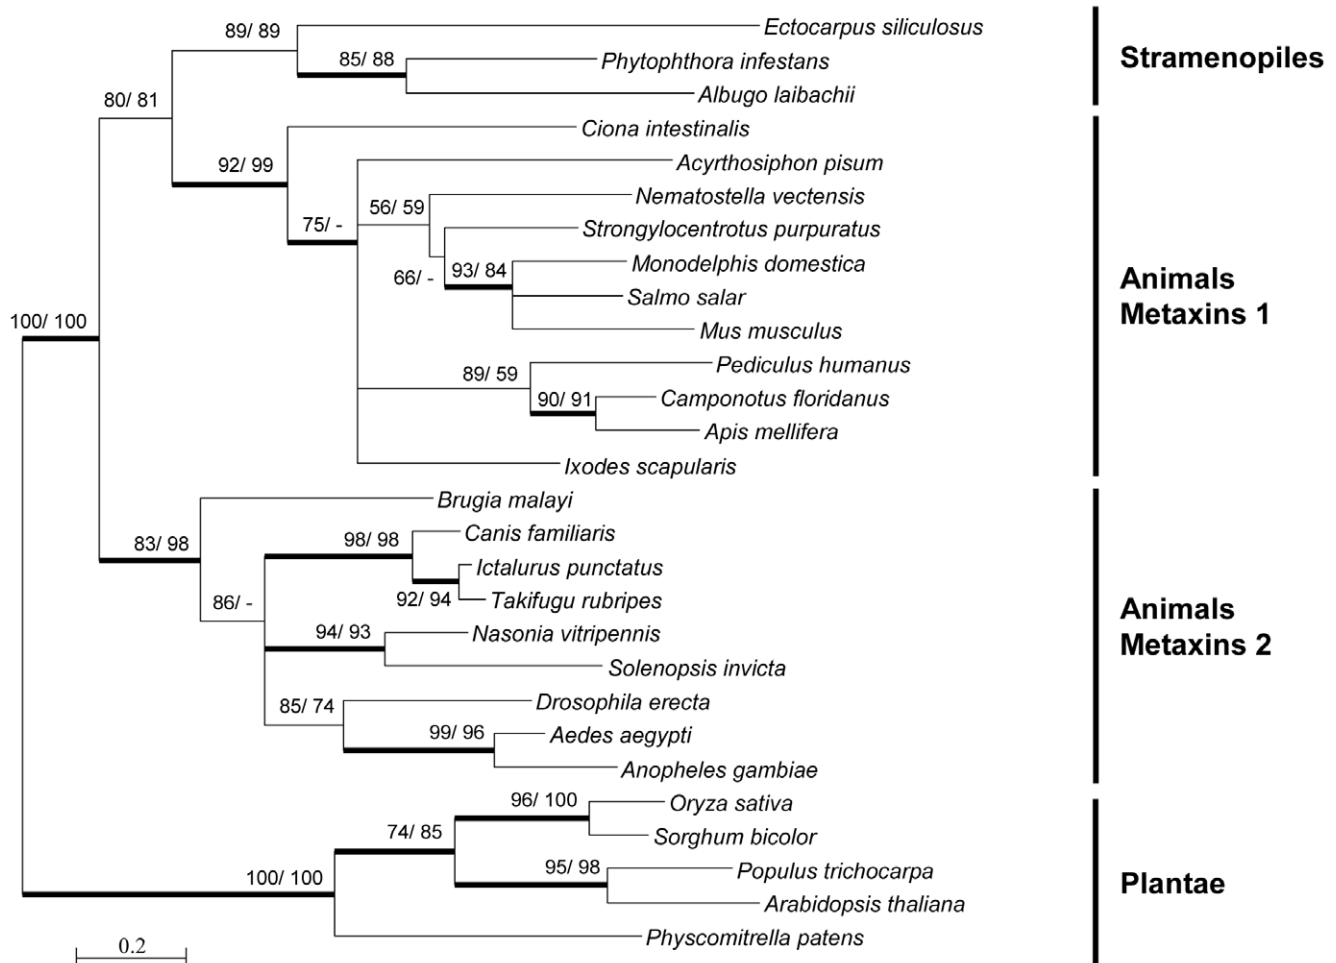 89/ 89
Ectocarpus siliculosus
85/ 88
Phytophthora infestans
Stramenopiles
80/ 81
Albugo laibachii
Ciona intestinalis
92/ 99
Acyrthosiphon pisum
56/ 59
Nematostella vectensis
75/ -
Strongylocentrotus purpuratus
66/ -
93/ 84
Monodelphis domestica
Animals
Metaxins 1
Salmo salar
100/ 100
Mus musculus
89/ 59
Pediculus humanus
90/ 91
Camponotus floridanus
Apis mellifera
Ixodes scapularis
Brugia malayi
83/ 98
98/ 98
Canis familiaris
Ictalurus punctatus
86/ -
92/ 94
Takifugu rubripes
Animals
Metaxins 2
94/ 93
Nasonia vitripennis
Solenopsis invicta
85/ 74
Drosophila erecta
99/ 96
Aedes aegypti
Anopheles gambiae
96/ 100
Oryza sativa
74/ 85
Sorghum bicolor
95/ 98
Populus trichocarpa
100/ 100
Plantae
Arabidopsis thaliana
Physcomitrella patens
0.2